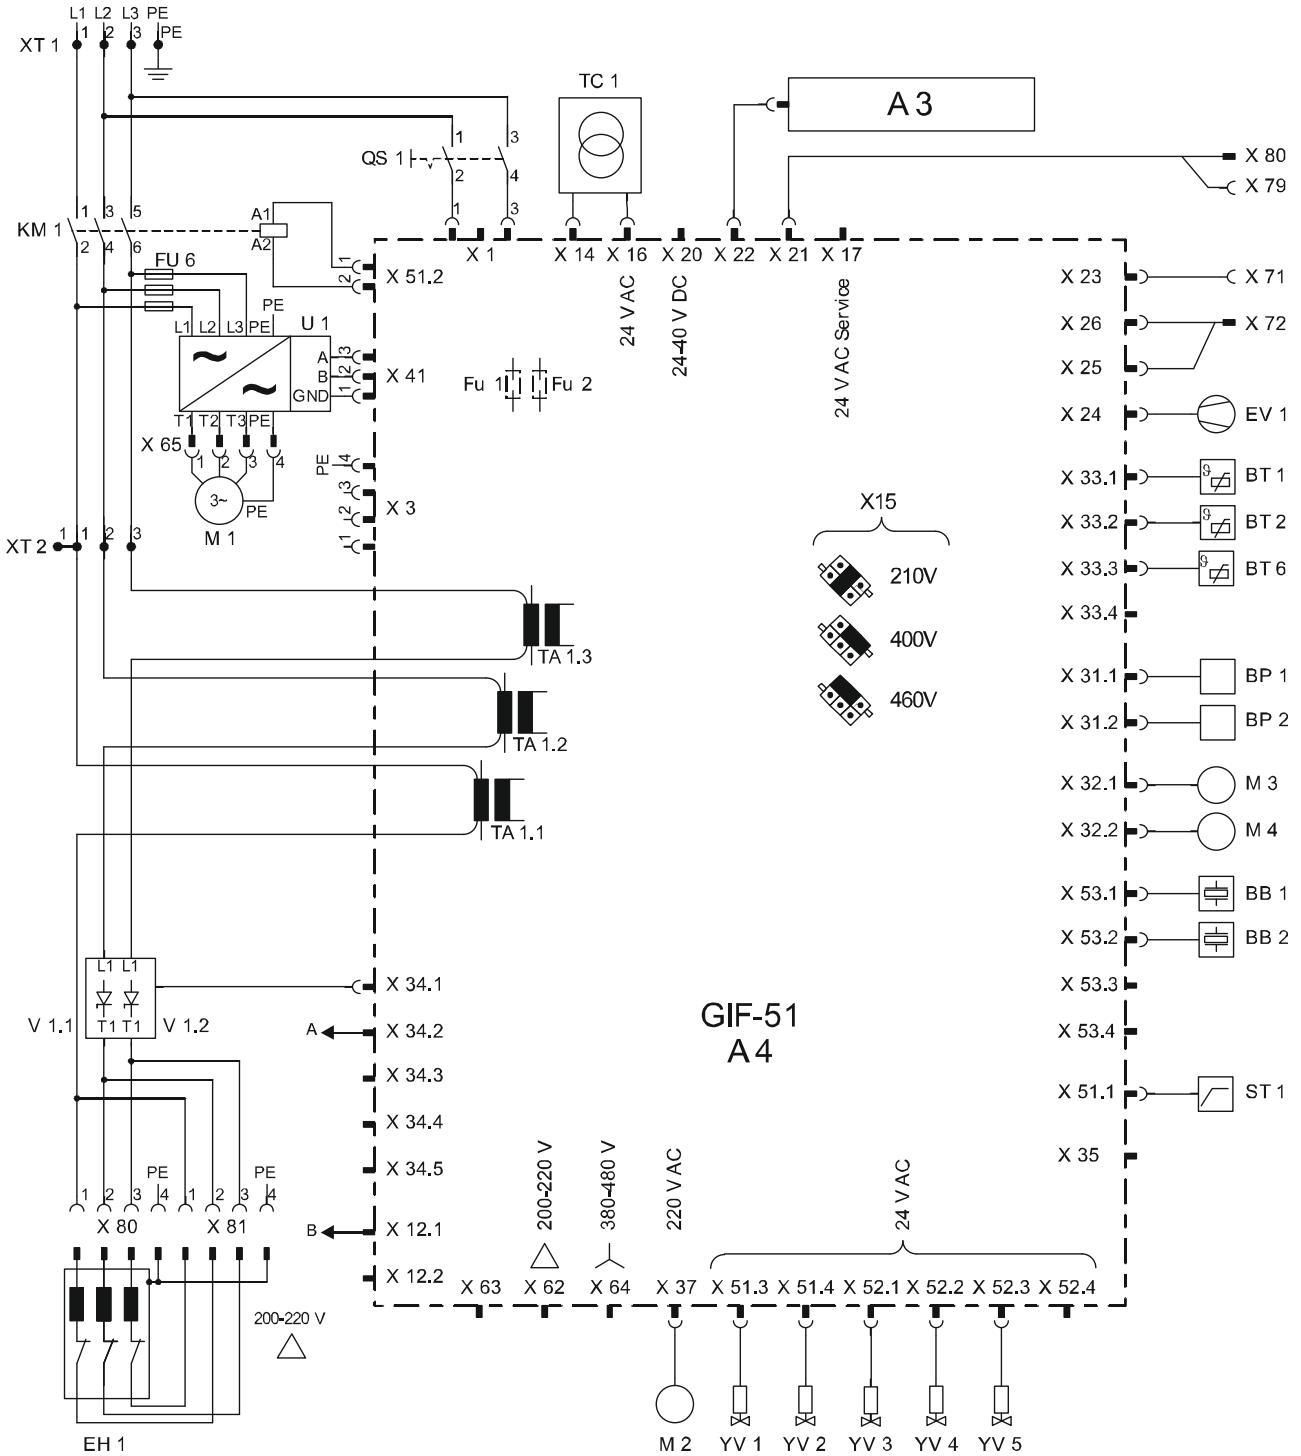 L1 L2 L3 PE
XT 1 1 2 3 PE
TC 1
A 3
QS 1 1 3
2 4
X 80
X 79
KM 1 1 3 5
2 4 6
A1
A2
1 3
X 1 X 14 X 16 X 20 X 22 X 21 X 17
24 V AC
24-40 V DC
24 V AC Service
1
2
X 51.2
FU 6
PE
L1 L2 L3 PE
U 1
A 3
B 2
GND 1
X 41
Fu 1 Fu 2
T1 T2 T3 PE
X 65
1 2 3 4
3~
PE
M 1
PE 4
3
2
1
X 3
XT 2 1 1 2 3
X15
210V
400V
460V
TA 1.3
TA 1.2
TA 1.1
X 23 X 71
X 26 X 72
X 25
X 24 EV 1
X 33.1 ϑ BT 1
X 33.2 ϑ BT 2
X 33.3 ϑ BT 6
X 33.4
X 31.1 BP 1
X 31.2 BP 2
X 32.1 M 3
X 32.2 M 4
X 53.1 BB 1
X 53.2 BB 2
X 53.3
X 53.4
X 51.1 ST 1
X 35
GIF-51
A 4
L1 L1
V 1.1 T1 T1 V 1.2
X 34.1
A X 34.2
X 34.3
X 34.4
X 34.5
B X 12.1
X 12.2
PE PE
1 2 3 4 1 2 3 4
X 80 X 81
200-220 V
EH 1
200-220 V
380-480 V
220 V AC
24 V AC
X 63 X 62 X 64 X 37 X 51.3 X 51.4 X 52.1 X 52.2 X 52.3 X 52.4
M 2 YV 1 YV 2 YV 3 YV 4 YV 5